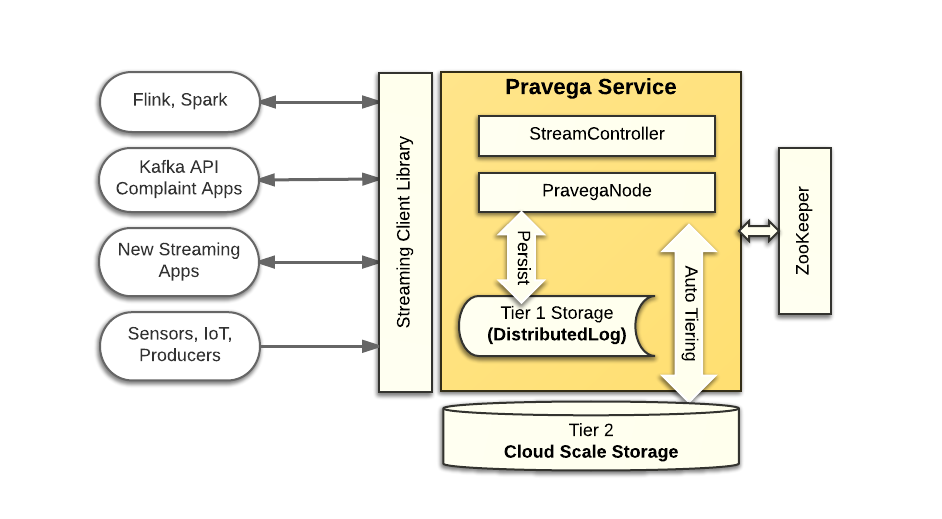 Flink, Spark
Kafka API
Complaint Apps
New Streaming
Apps
Sensors, IoT,
Producers
Streaming Client Library
Pravega Service
StreamController
PravegaNode
Persist
Auto Tiering
Tier 1 Storage
(DistributedLog)
Tier 2
Cloud Scale Storage
ZooKeeper